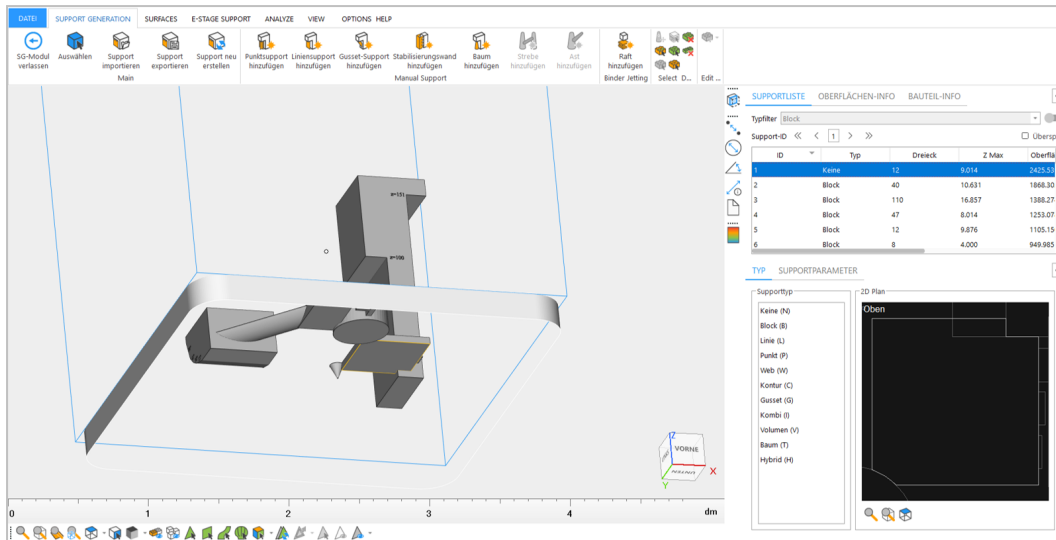 DATEI SUPPORT GENERATION SURFACES E-STAGE SUPPORT ANALYZE VIEW OPTIONS HELP
SG-Modul verlassen
Auswählen
Support importieren
Support exportieren
Support neu erstellen
Punktsupport hinzufügen
Liniensupport hinzufügen
Gusset-Support hinzufügen
Stabilisierungswand hinzufügen
Baum hinzufügen
Strebe hinzufügen
Ast hinzufügen
Raft hinzufügen
Main
Manual Support
Binder Jetting
Select
D...
Edit ...
SUPPORTLISTE OBERFLÄCHEN-INFO BAUTEIL-INFO
Typfilter Block
Support-ID 1 Übersp
ID Typ Dreieck Z Max Oberflä
1 Keine 12 9.014 2425.53
2 Block 40 10.631 1868.30
3 Block 110 16.857 1388.27
4 Block 47 8.014 1253.07
5 Block 12 9.876 1105.15
6 Block 8 4.000 949.985
TYP SUPPORTPARAMETER
Supporttyp
Keine (N)
Block (B)
Linie (L)
Punkt (P)
Web (W)
Kontur (C)
Gusset (G)
Kombi (I)
Volumen (V)
Baum (T)
Hybrid (H)
2D Plan
Oben
VORNE
Z
X
Y
0 1 2 3 4 dm